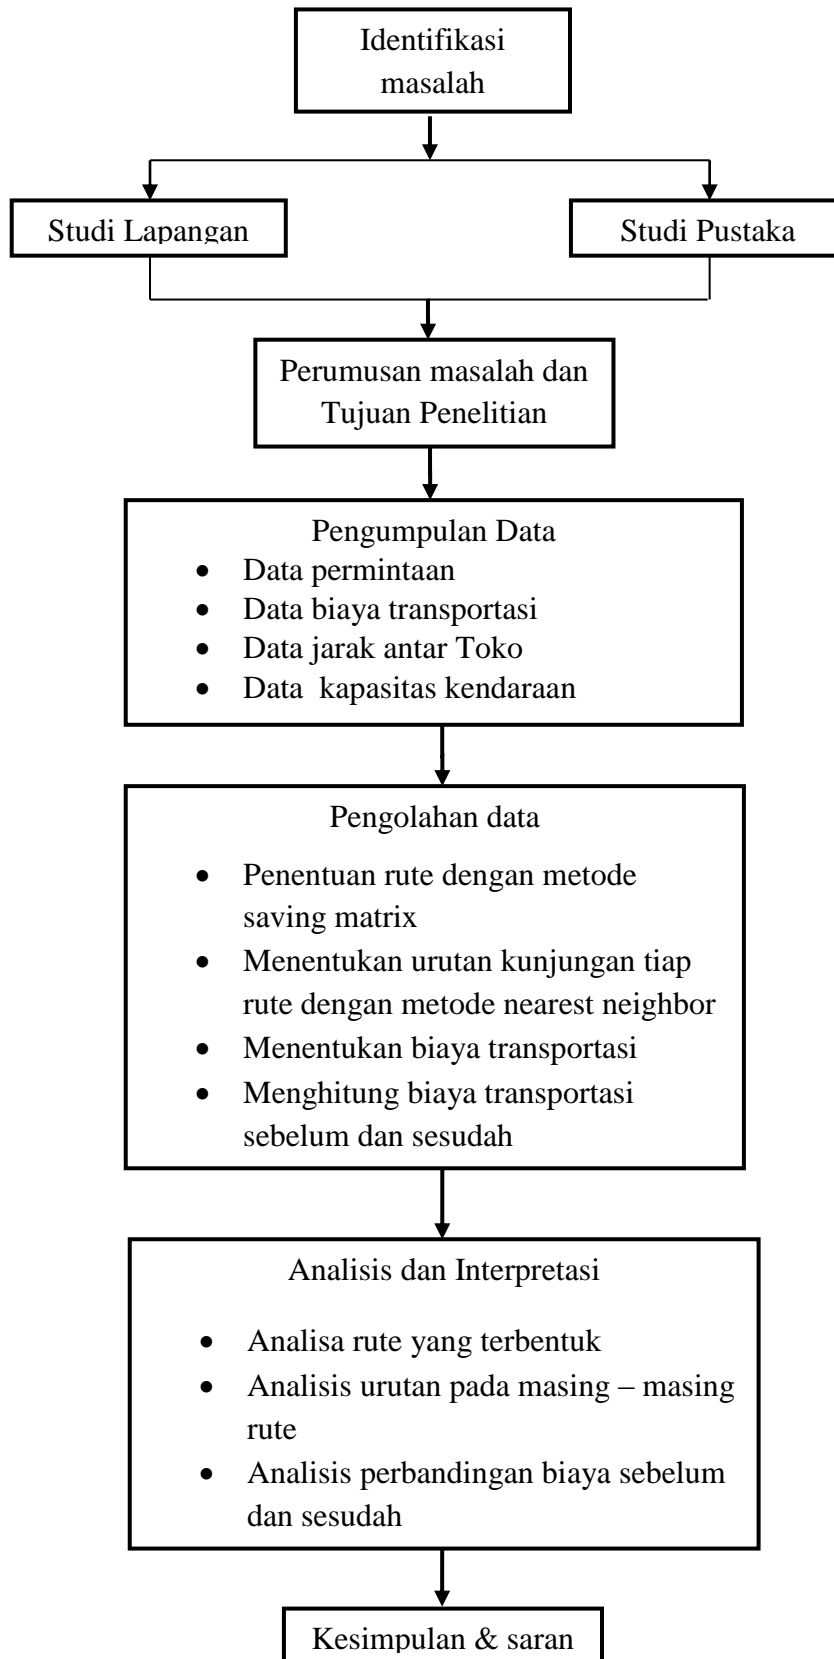 Identifikasi
masalah
Studi Lapangan
Studi Pustaka
Perumusan masalah dan
Tujuan Penelitian
Pengumpulan Data
• Data permintaan
• Data biaya transportasi
• Data jarak antar Toko
• Data  kapasitas kendaraan
Pengolahan data
• Penentuan rute dengan metode
saving matrix
• Menentukan urutan kunjungan tiap
rute dengan metode nearest neighbor
• Menentukan biaya transportasi
• Menghitung biaya transportasi
sebelum dan sesudah
Analisis dan Interpretasi
• Analisa rute yang terbentuk
• Analisis urutan pada masing – masing
rute
• Analisis perbandingan biaya sebelum
dan sesudah
Kesimpulan & saran